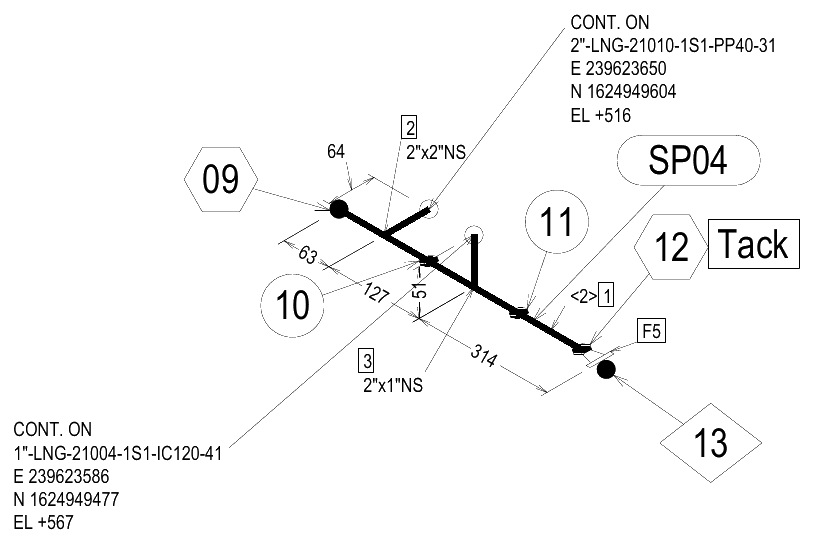 CONT. ON
2"-LNG-21010-1S1-PP40-31
E 239623650
N 1624949604
EL +516
2
2"x2"NS
64
SP04
09
11
12
Tack
63
10
127
51
<2>
1
F5
314
3
2"x1"NS
13
CONT. ON
1"-LNG-21004-1S1-IC120-41
E 239623586
N 1624949477
EL +567